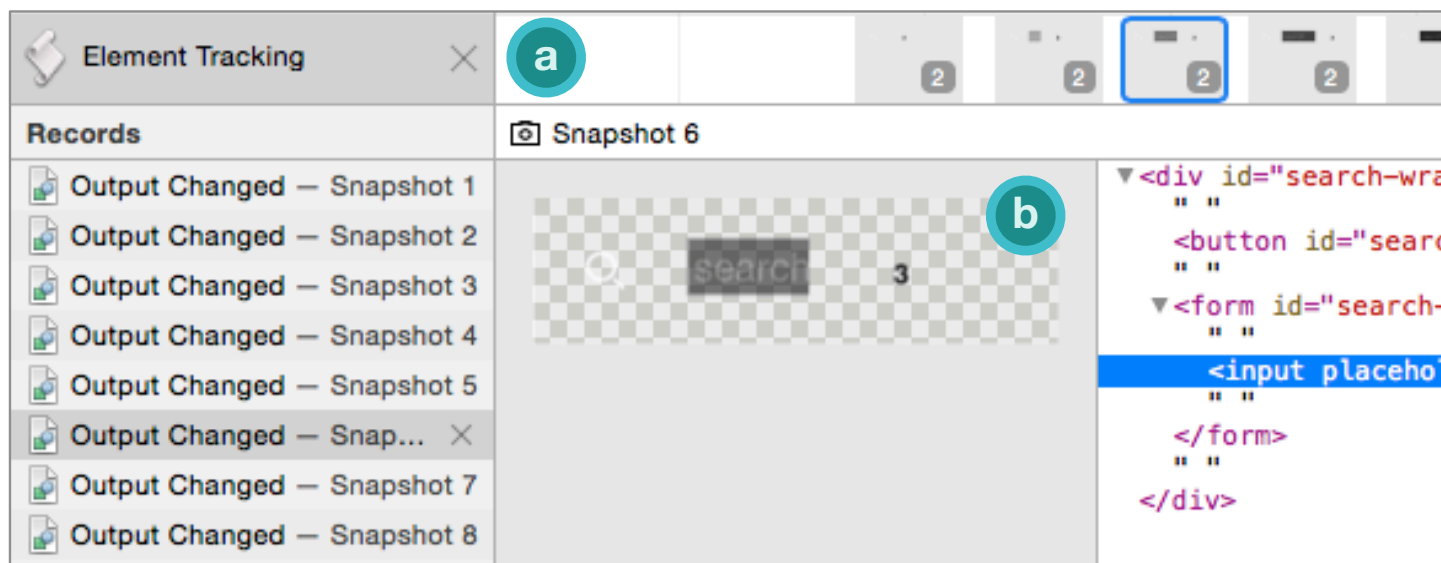 Element Tracking
a
2
2
2
2
Records
Snapshot 6
Output Changed — Snapshot 1
Output Changed — Snapshot 2
Output Changed — Snapshot 3
Output Changed — Snapshot 4
Output Changed — Snapshot 5
Output Changed — Snap...
Output Changed — Snapshot 7
Output Changed — Snapshot 8
b
search
3
<div id="search-wra
" "
<button id="searc
" "
<form id="search-
" "
<input placehol
" "
</form>
" "
</div>